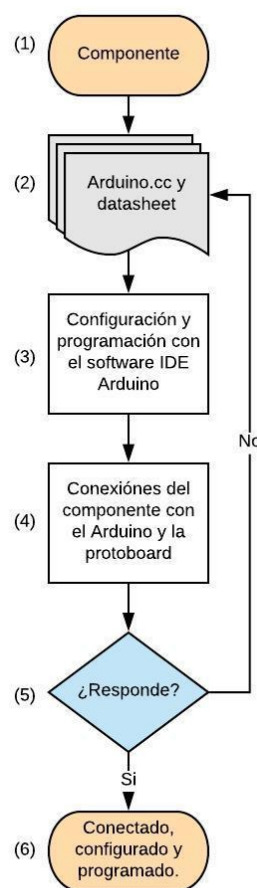 (1)
Componente
(2)
Arduino.cc y
datasheet
(3)
Configuración y
programación con
el software IDE
Arduino
No
(4)
Conexiónes del
componente con
el Arduino y la
protoboard
(5)
¿Responde?
Si
(6)
Conectado,
configurado y
programado.